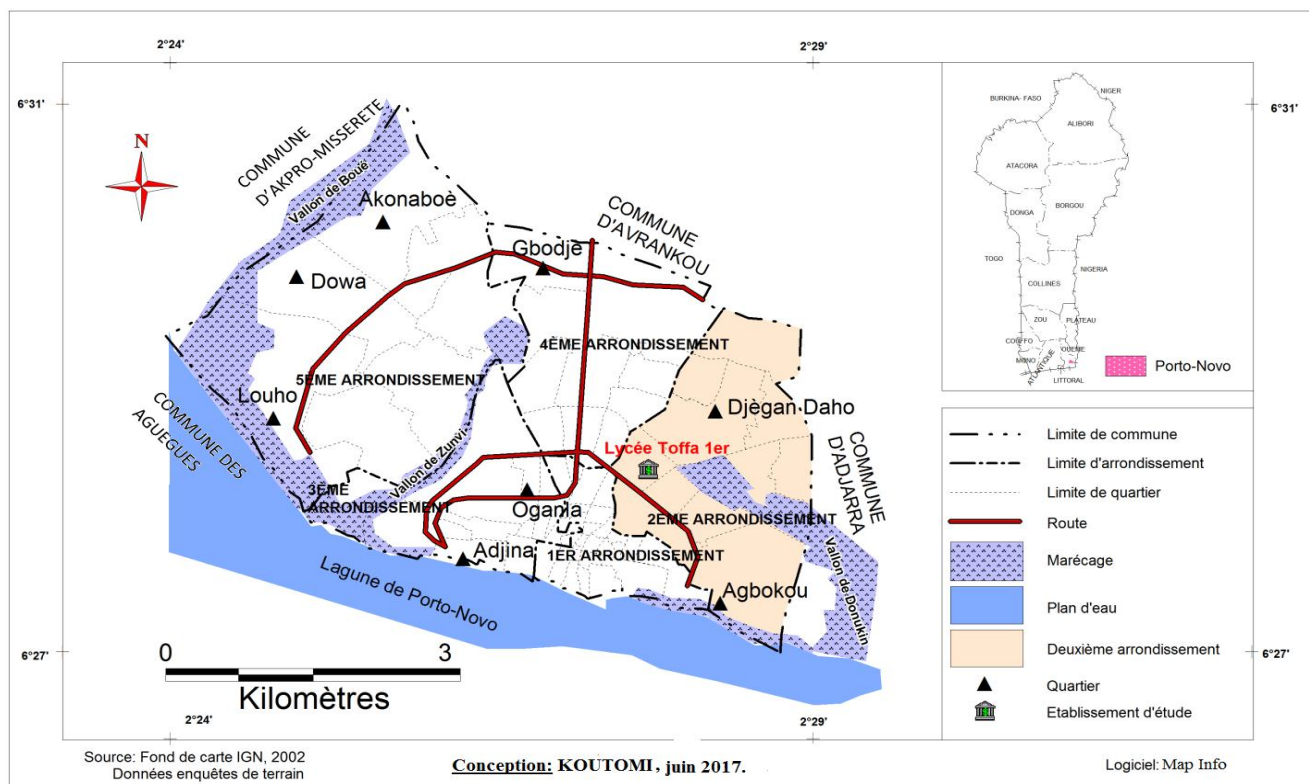 2°24'
2°29'
6°31'
6°31'
N
COMMUNE
D'AKPRO-MISSERETE
Vallon de Boué
Akonaboè
COMMUNE
D'AVRANKOU
Gbodjè
Dowa
4ÈME ARRONDISSEMENT
5ÈME ARRONDISSEMENT
Louho
Djègan Daho
COMMUNE DES
AGUEGUES
Lycée Toffa 1er
COMMUNE
D'ADJARRA
Vallon de Zunvi
3ÈME
ARRONDISSEMENT
Ogania
2ÈME ARRONDISSEMENT
Adjina
1ER ARRONDISSEMENT
Vallon de Donukin
Agbokou
Lagune de Porto-Novo
0
3
Kilomètres
6°27'
6°27'
2°24'
2°29'
BURKINA- FASO
NIGER
ALIBORI
ATACORA
BORGOU
DONGA
TOGO
NIGERIA
COLLINES
ZOU
PLATEAU
COUFFO
OUEME
MONO
ATLANTIQUE
LITTORAL
Porto-Novo
Limite de commune
Limite d'arrondissement
Limite de quartier
Route
Marécage
Plan d'eau
Deuxième arrondissement
Quartier
Etablissement d'étude
Source: Fond de carte IGN, 2002
Données enquêtes de terrain
Conception: KOUTOMI, juin 2017.
Logiciel: Map Info